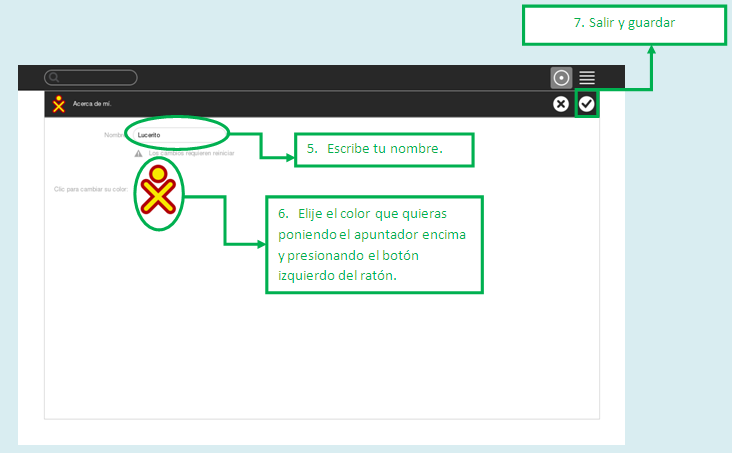 7. Salir y guardar
Acerca de mí.
Nombre:
Lucerito
Los cambios requieren reiniciar
5. Escribe tu nombre.
Clic para cambiar su color:
6. Elije el color que quieras
poniendo el apuntador encima
y presionando el botón
izquierdo del ratón.